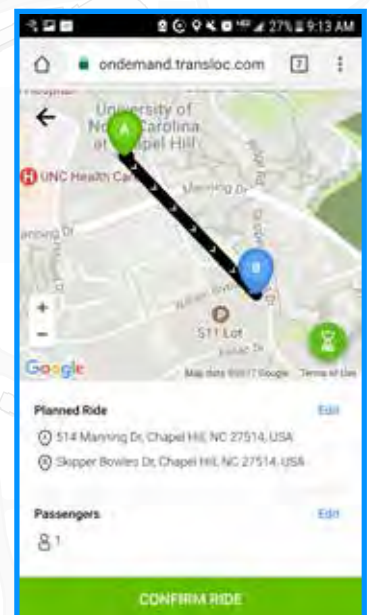 27% 9:13 AM
ondemand.transloc.com
University of
North Carolina
at Chapel Hill
A
H UNC Health Care
Manning Dr
B
P
S11 Lot
+
-
Google
Map data ©2017 Google Terms of Use
Planned Ride Edit
A 514 Manning Dr, Chapel Hill, NC 27514, USA
Skipper Bowles Dr, Chapel Hill, NC 27514, USA
Passengers Edit
1
CONFIRM RIDE